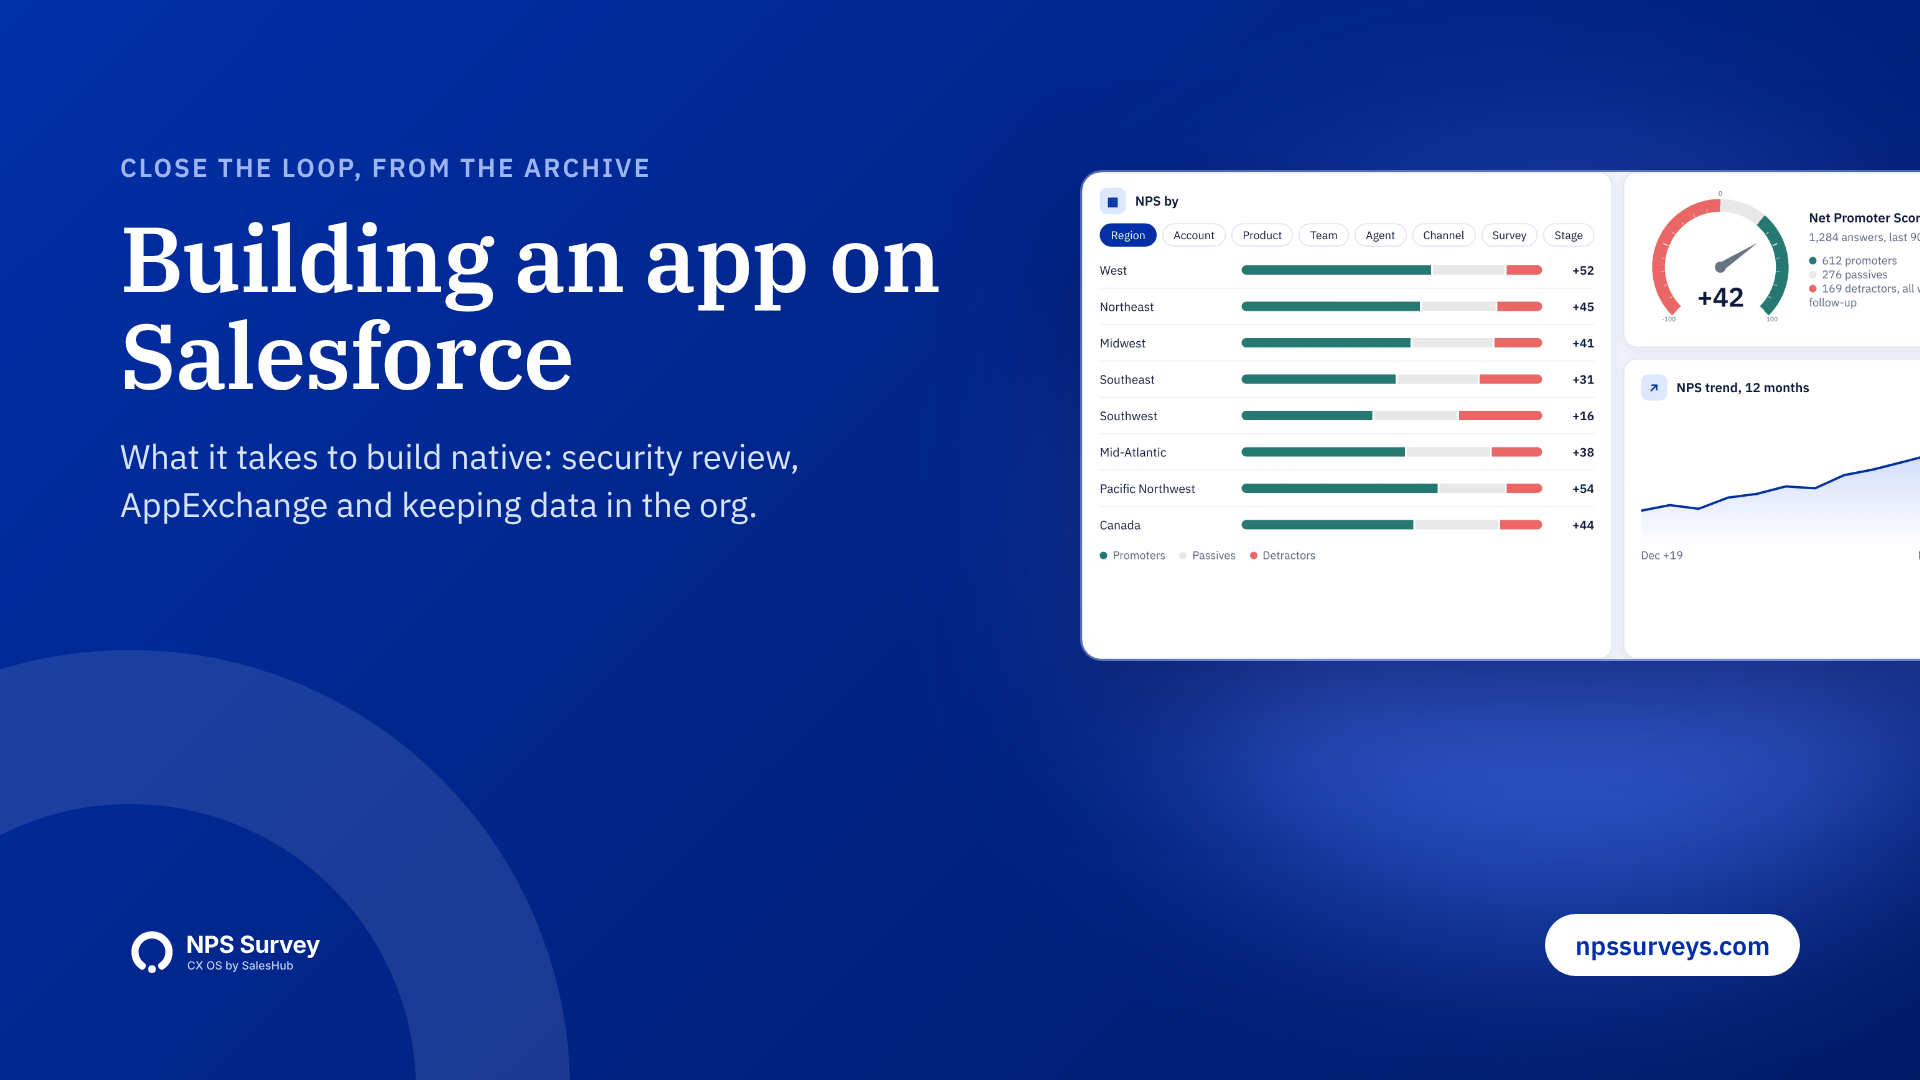 CLOSE THE LOOP, FROM THE ARCHIVE
Building an app on
Salesforce
What it takes to build native: security review,
AppExchange and keeping data in the org.
NPS by
Region Account Product Team Agent Channel Survey Stage
West +52
Northeast +45
Midwest +41
Southeast +31
Southwest +16
Mid-Atlantic +38
Pacific Northwest +54
Canada +44
Promoters Passives Detractors
0
+42
-100 100
Net Promoter Scor
1,284 answers, last 90
612 promoters
276 passives
169 detractors, all
follow-up
NPS trend, 12 months
Dec +19
NPS Survey
CX OS by SalesHub
npssurveys.com